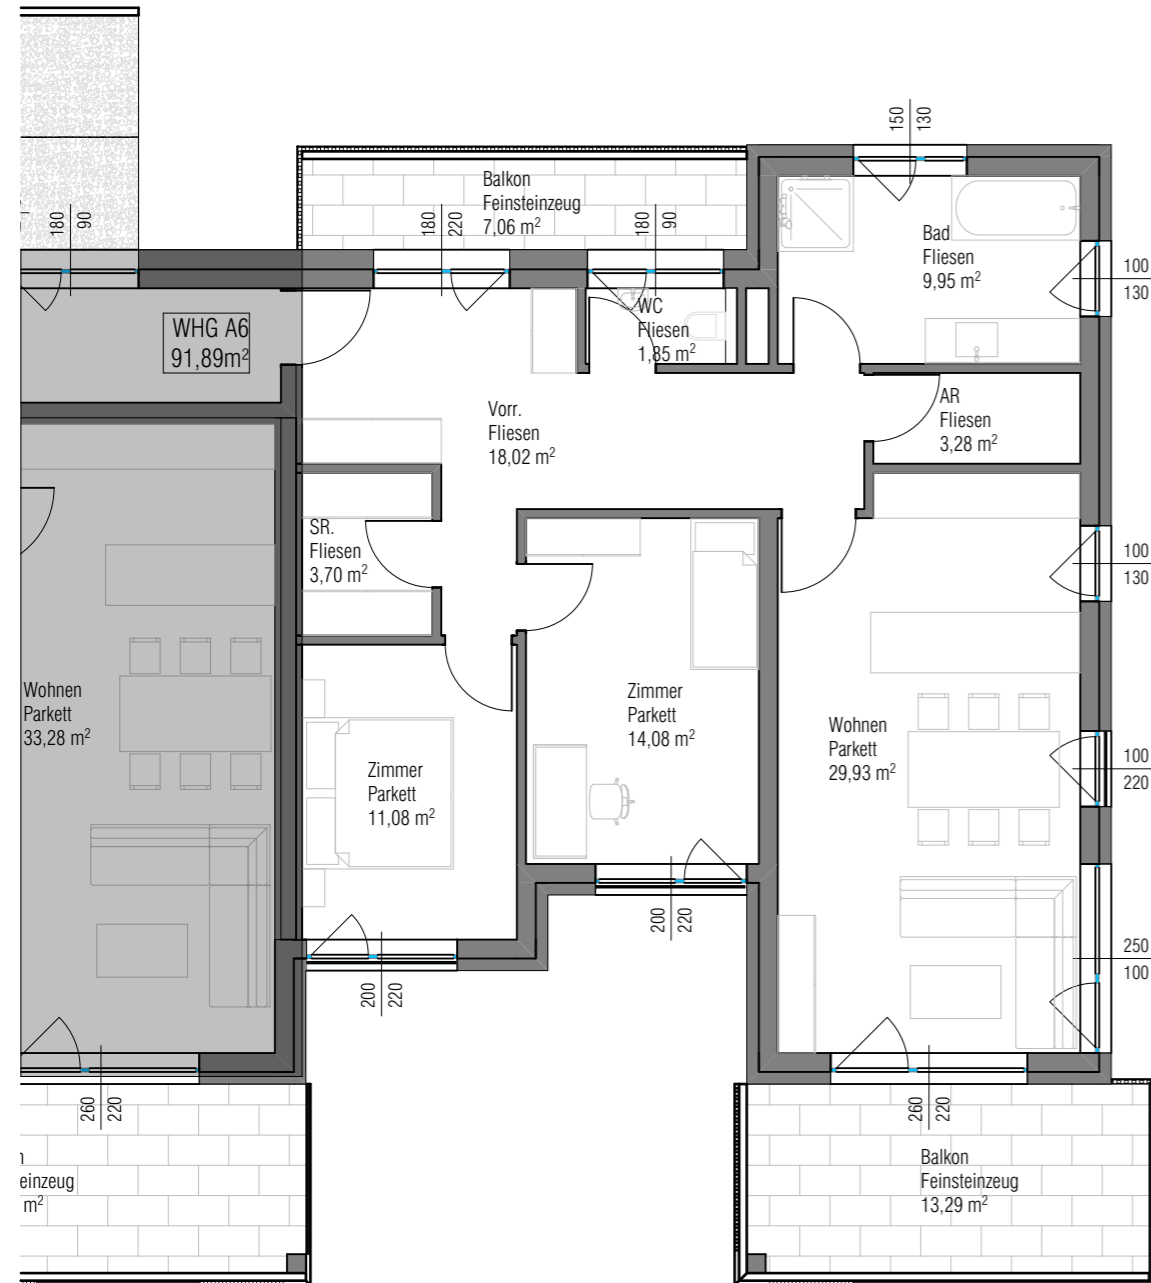 150
130
Balkon
Feinsteinzeug
7,06 m²
180
90
180
220
180
90
Bad
Fliesen
9,95 m²
100
130
WHG A6
91,89m²
WC
Fliesen
1,85 m²
Vorr.
Fliesen
18,02 m²
AR
Fliesen
3,28 m²
SR.
Fliesen
3,70 m²
100
130
Wohnen
Parkett
33,28 m²
Zimmer
Parkett
14,08 m²
Wohnen
Parkett
29,93 m²
100
220
Zimmer
Parkett
11,08 m²
200
220
250
100
200
220
260
220
260
220
einzeug
m²
Balkon
Feinsteinzeug
13,29 m²